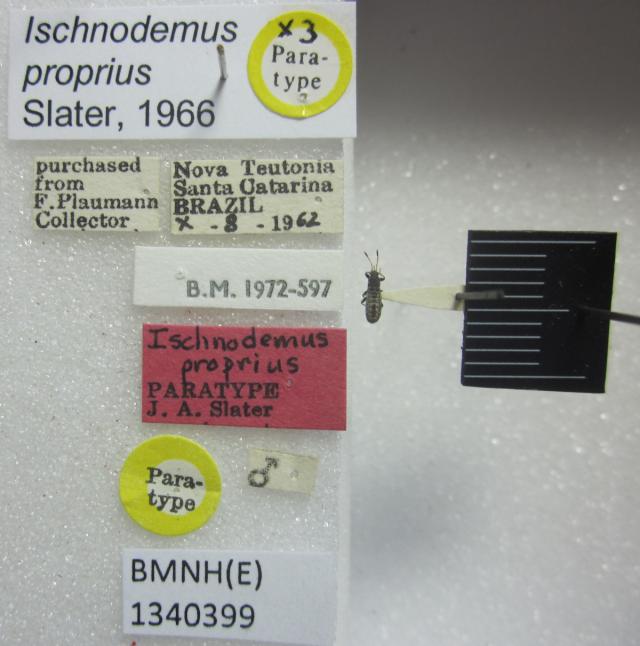 Ischnodemus
proprius
Slater, 1966
x3
Para-
type
purchased
from
F.Plaumann
Collector
Nova Teutonia
Santa Catarina
BRAZIL
x - 8 - 1962
B.M. 1972-597
Ischnodemus
proprius
PARATYPE
J. A. Slater
Para-
type
♂
BMNH(E)
1340399